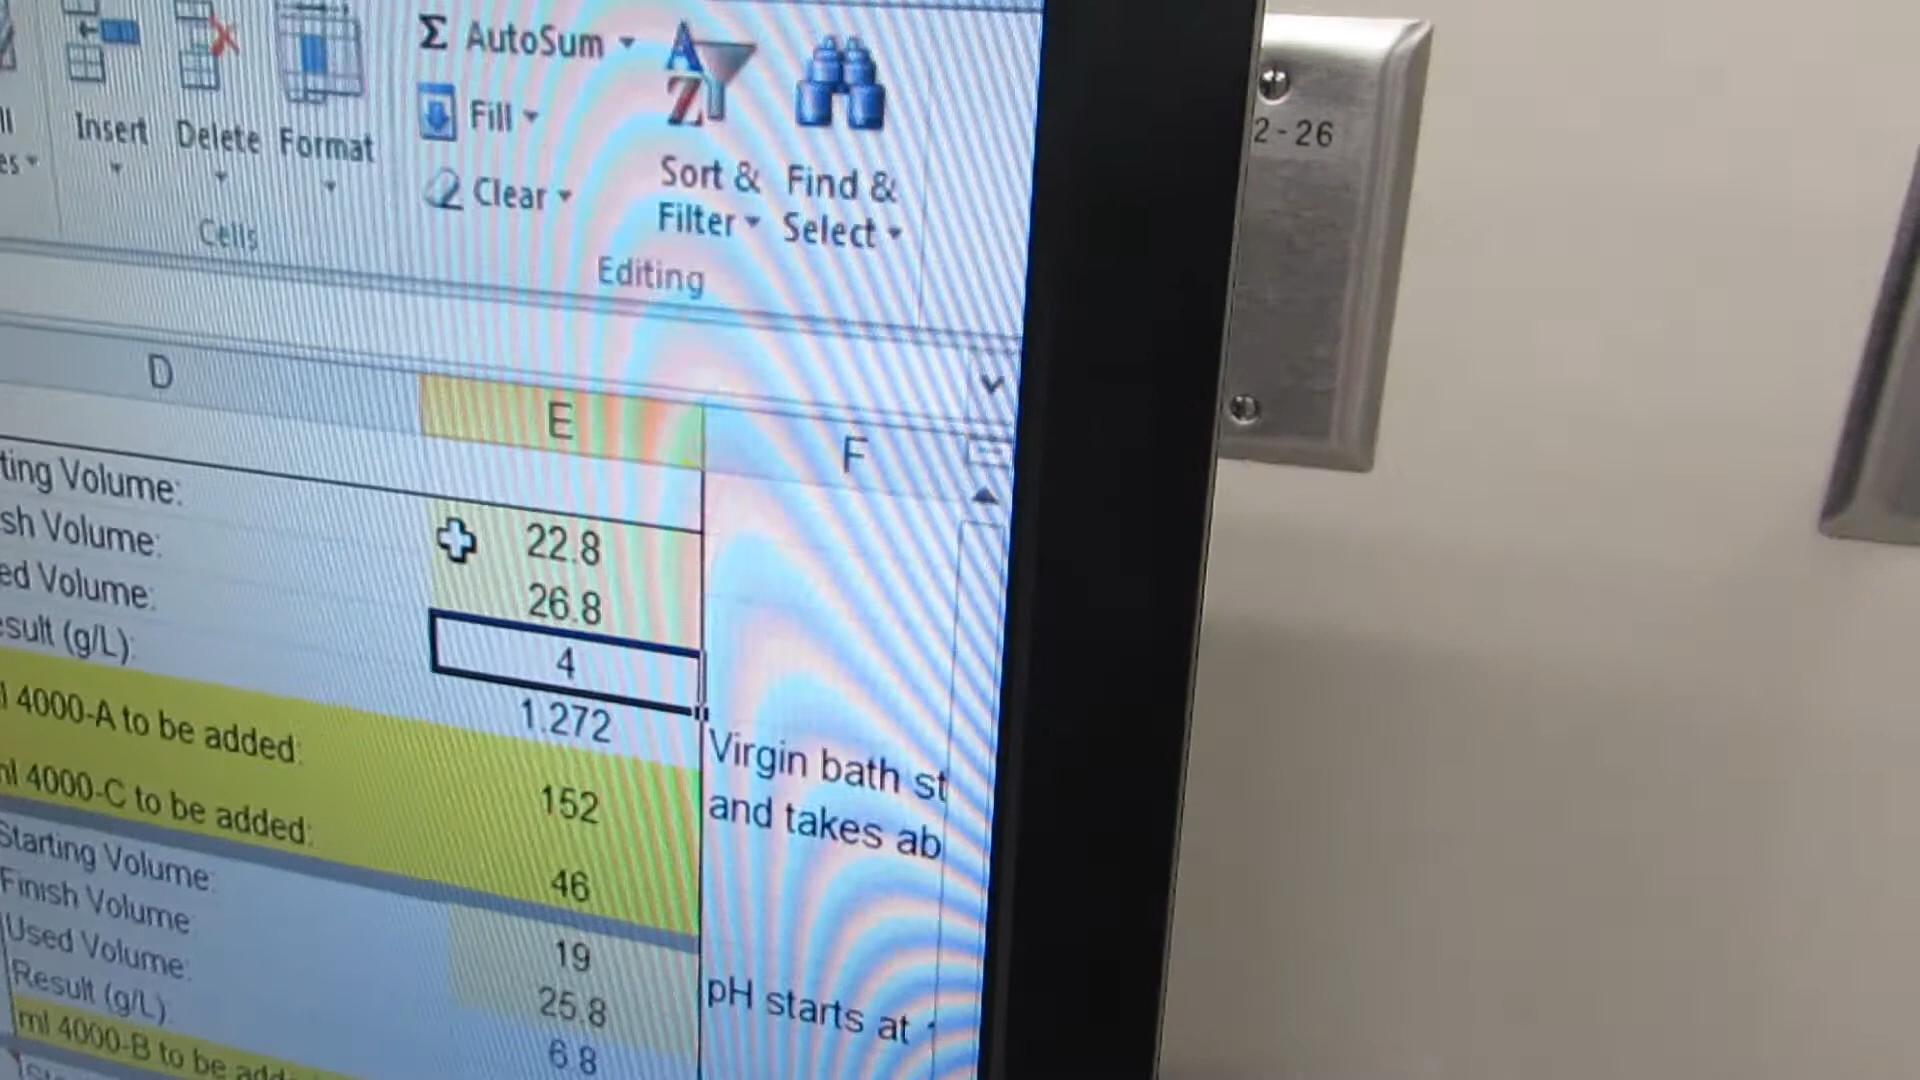 Σ AutoSum
Fill
Clear
Insert Delete Format
Sort &
Filter
Find &
Select
Cells
Editing
2-26
D E F
ting Volume:
sh Volume: 22.8
ed Volume: 26.8
sult (g/L): 4
1.272
l 4000-A to be added: 152
ml 4000-C to be added: 46
Virgin bath st
and takes ab
Starting Volume: 19
Finish Volume 25.8
Used Volume: 6.8
Result (g/L):
ml 4000-B to be add
pH starts at